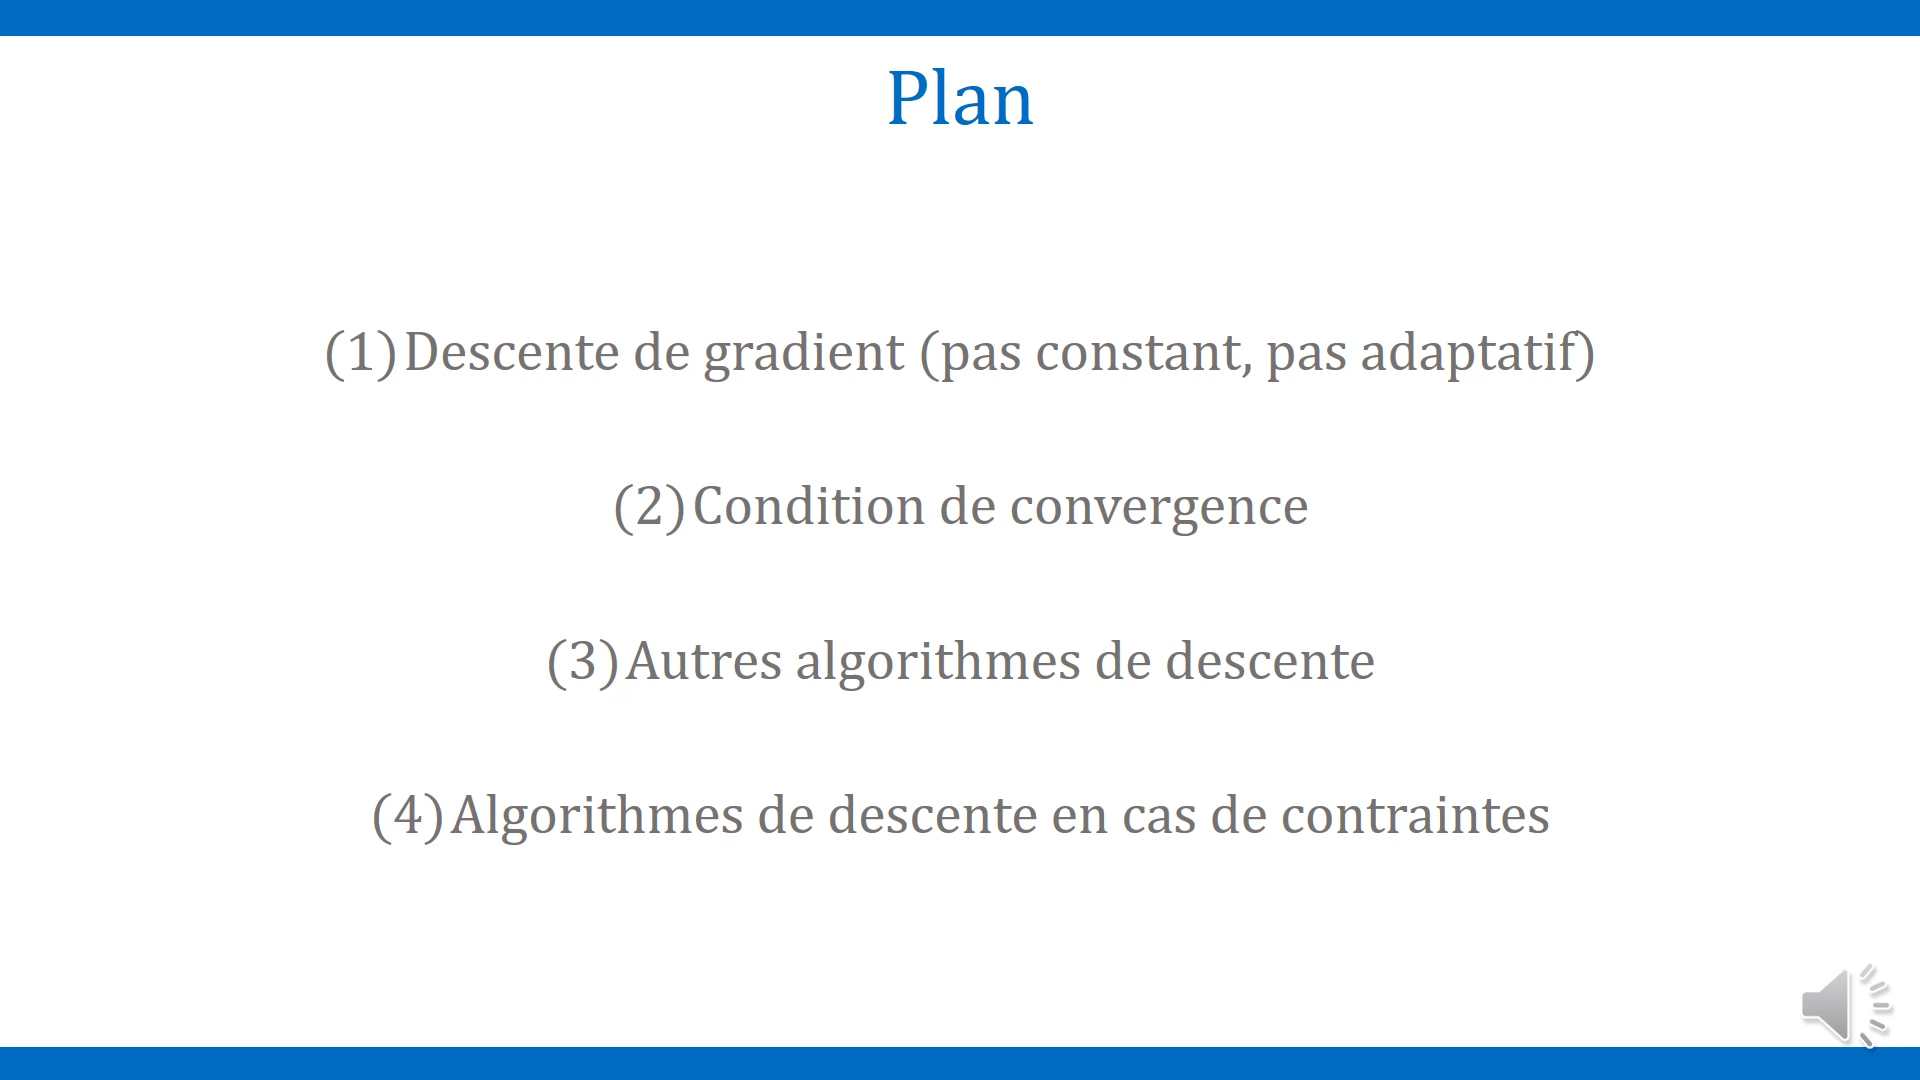 Plan
(1) Descente de gradient (pas constant, pas adaptatif)
(2) Condition de convergence
(3) Autres algorithmes de descente
(4) Algorithmes de descente en cas de contraintes